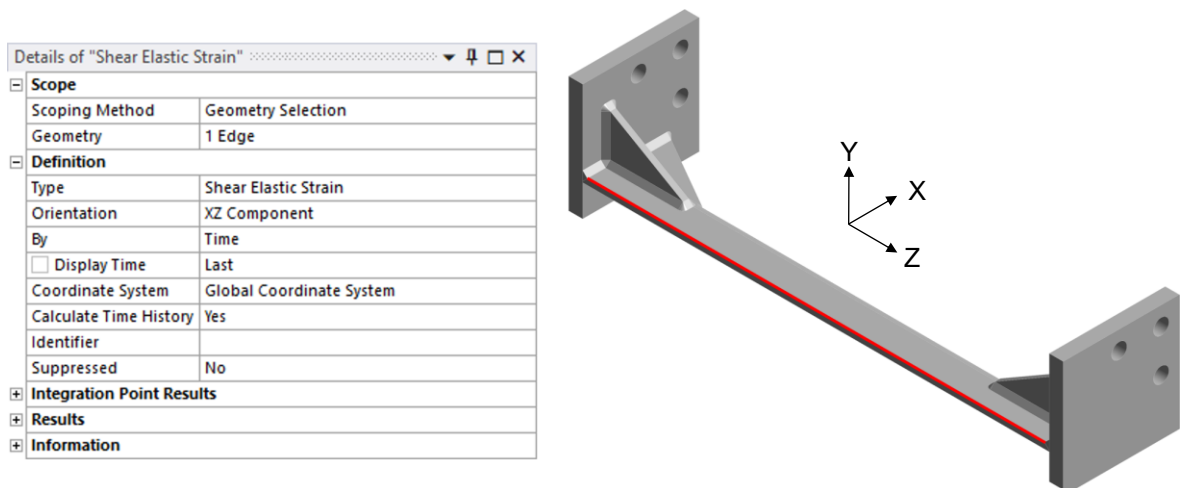 Details of "Shear Elastic Strain"
Scope
Scoping Method Geometry Selection
Geometry 1 Edge
Definition
Type Shear Elastic Strain
Orientation XZ Component
By Time
Display Time Last
Coordinate System Global Coordinate System
Calculate Time History Yes
Identifier
Suppressed No
Integration Point Results
Results
Information
Y
X
Z